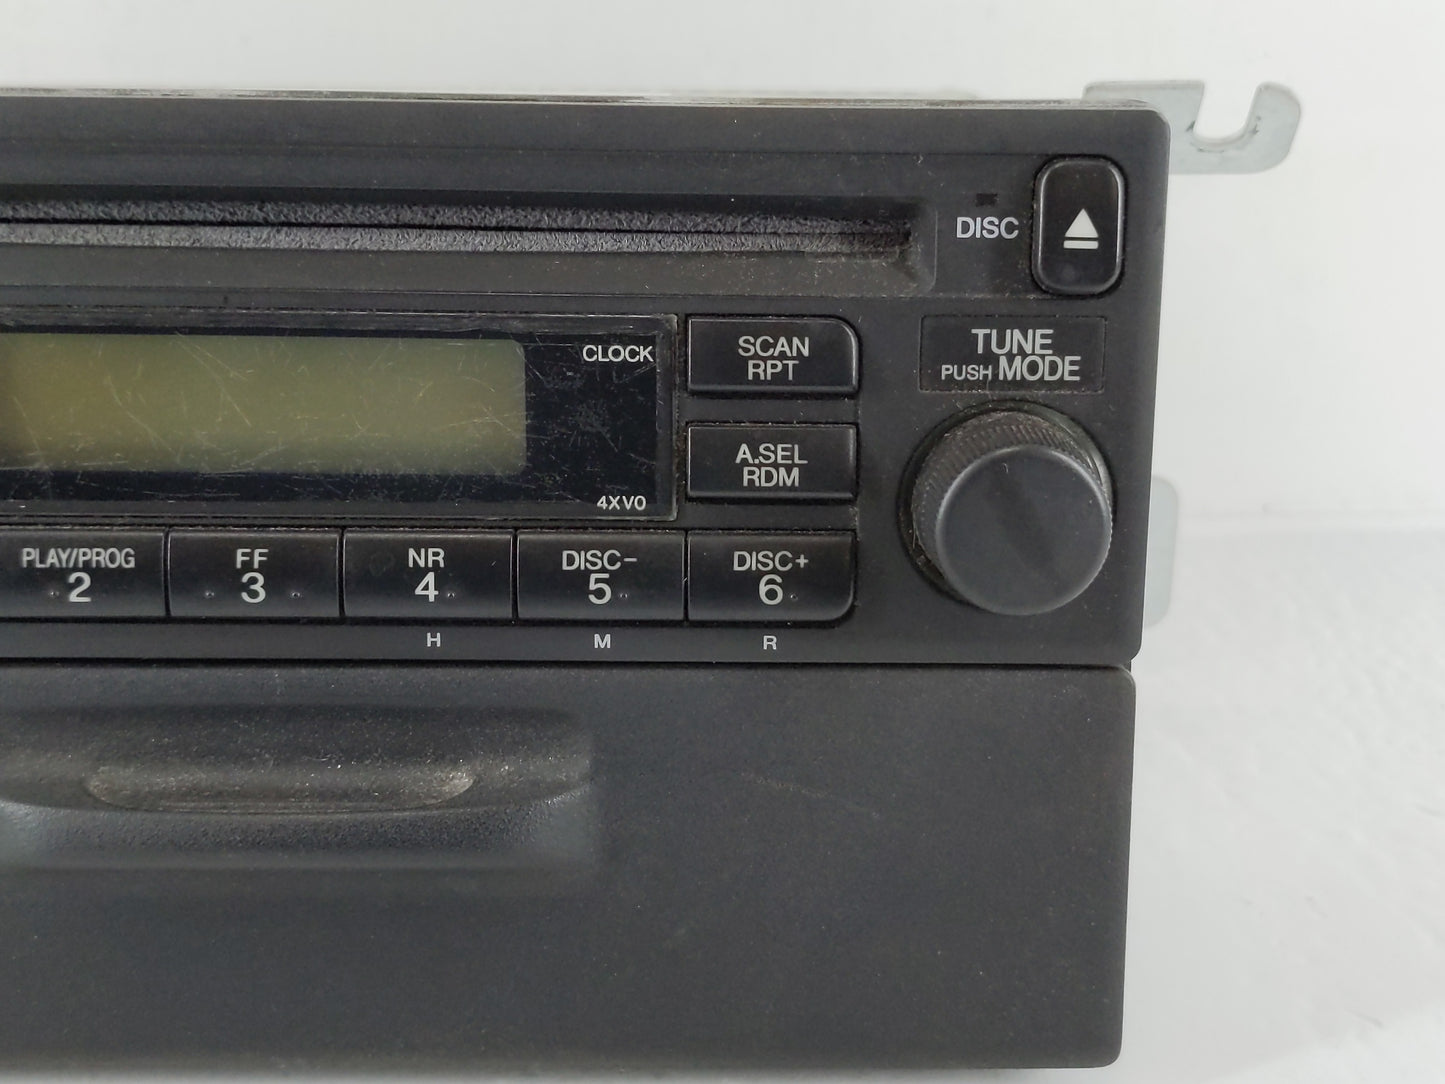 DISC
CLOCK
SCAN
RPT
TUNE
PUSH MODE
A.SEL
RDM
4XV0
PLAY/PROG
2
FF
3
NR
4
DISC-
5
DISC+
6
H
M
R